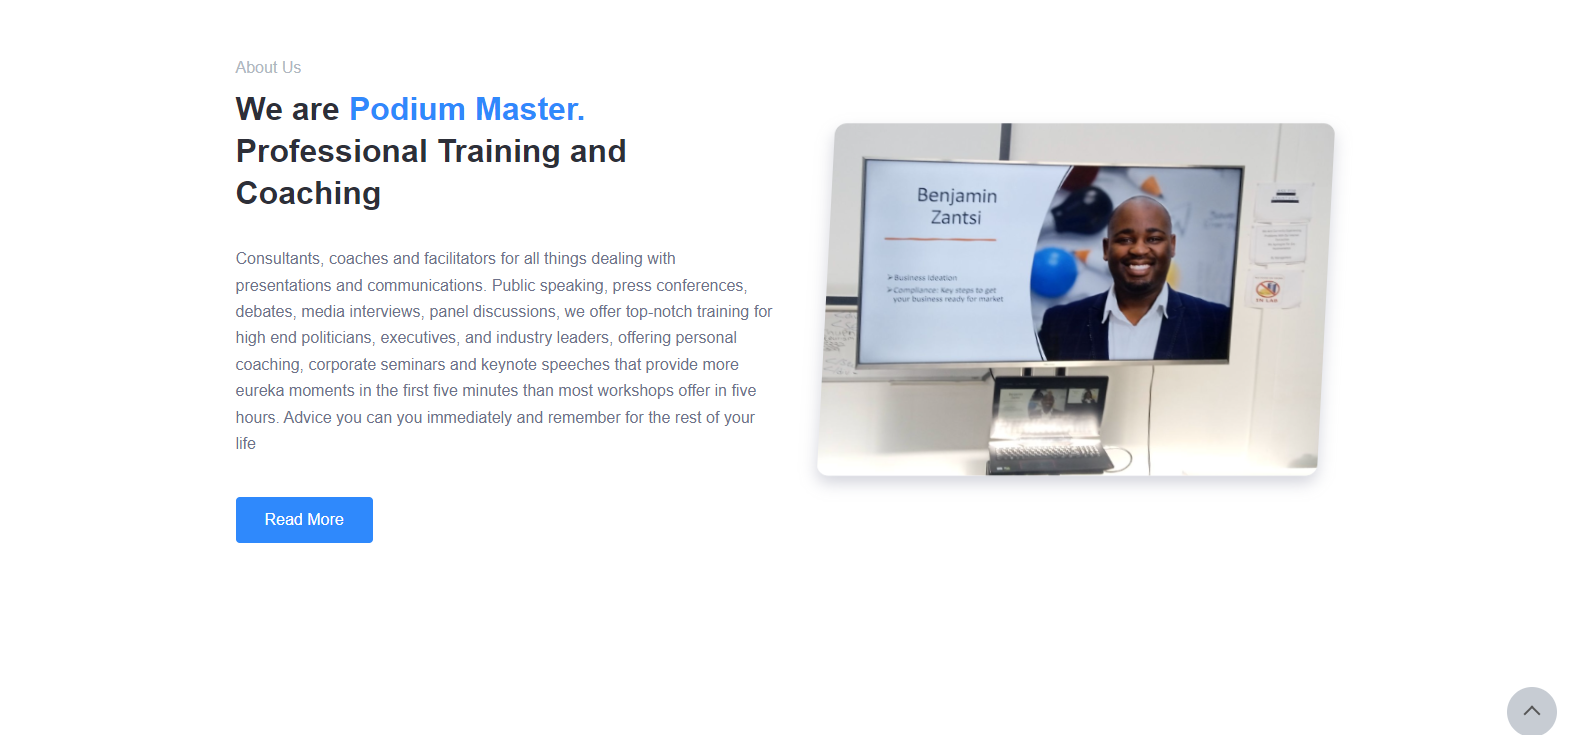 About Us
We are Podium Master.
Professional Training and
Coaching
Consultants, coaches and facilitators for all things dealing with
presentations and communications. Public speaking, press conferences,
debates, media interviews, panel discussions, we offer top-notch training for
high end politicians, executives, and industry leaders, offering personal
coaching, corporate seminars and keynote speeches that provide more
eureka moments in the first five minutes than most workshops offer in five
hours. Advice you can you immediately and remember for the rest of your
life
Read More
Benjamin
Zantsi
Business Ideation
Compliance: Key steps to get
your business ready for market